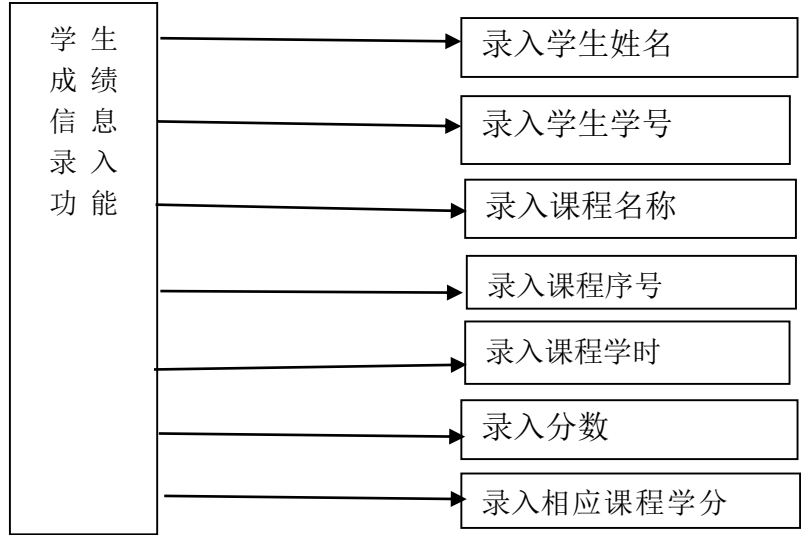 学生
成绩
信息
录入
功能
录入学生姓名
录入学生学号
录入课程名称
录入课程序号
录入课程学时
录入分数
录入相应课程学分